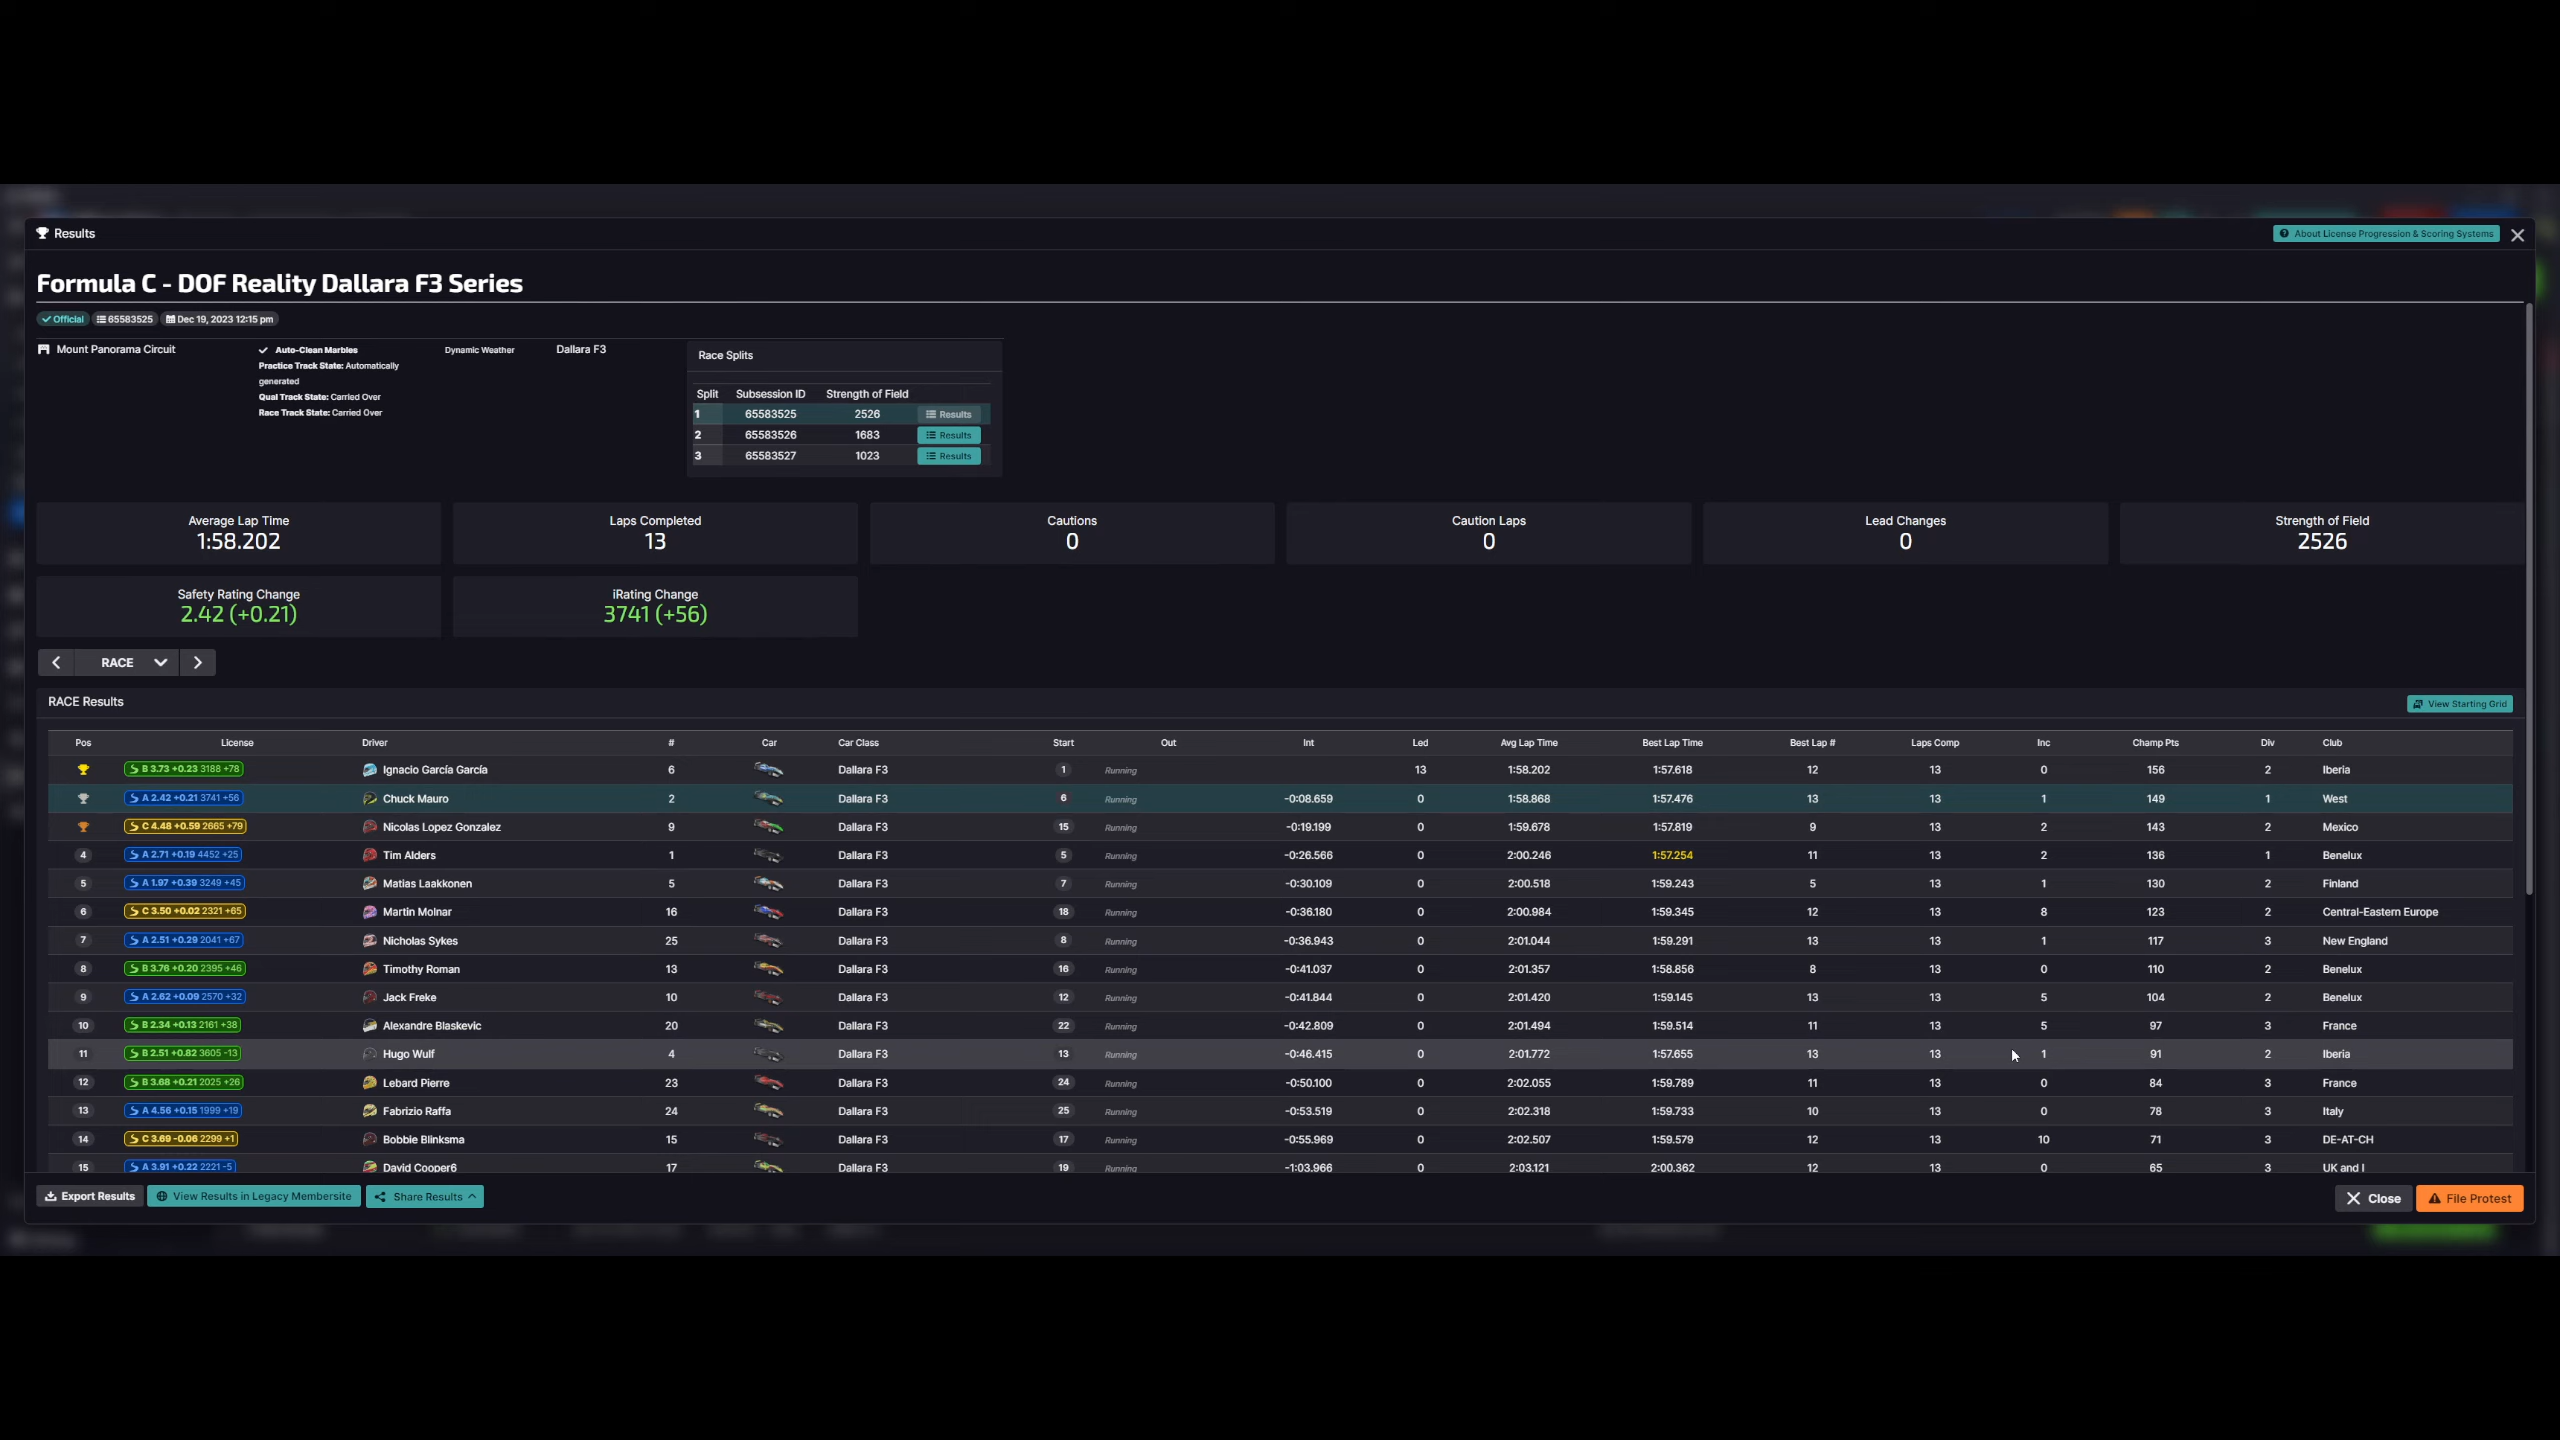 Results
About License Progression & Scoring Systems
Formula C - DOF Reality Dallara F3 Series
Official 65583525 Dec 19, 2023 12:15 pm
Mount Panorama Circuit
Auto-Clean Marbles
Practice Track State: Automatically
generated
Qual Track State: Carried Over
Race Track State: Carried Over
Dynamic Weather
Dallara F3
Race Splits
Split Subsession ID Strength of Field
1 65583525 2526 Results
2 65583526 1683 Results
3 65583527 1023 Results
Average Lap Time
1:58.202
Laps Completed
13
Cautions
0
Caution Laps
0
Lead Changes
0
Strength of Field
2526
Safety Rating Change
2.42 (+0.21)
iRating Change
3741 (+56)
RACE
RACE Results
View Starting Grid
Pos License Driver # Car Car Class Start Out Int Led Avg Lap Time Best Lap Time Best Lap # Laps Comp Inc Champ Pts Div Club
B 3.73 +0.23 3188 +78 Ignacio García García 6 Dallara F3 1 Running 13 1:58.202 1:57.618 12 13 0 156 2 Iberia
A 2.42 +0.21 3741 +56 Chuck Mauro 2 Dallara F3 6 Running -0:08.659 0 1:58.868 1:57.476 13 13 1 149 1 West
C 4.48 +0.59 2665 +79 Nicolas Lopez Gonzalez 9 Dallara F3 15 Running -0:19.199 0 1:59.678 1:57.819 9 13 2 143 2 Mexico
4 A 2.71 +0.19 4452 +25 Tim Alders 1 Dallara F3 5 Running -0:26.566 0 2:00.246 1:57.254 11 13 2 136 1 Benelux
5 A 1.97 +0.39 3249 +45 Matias Laakkonen 5 Dallara F3 7 Running -0:30.109 0 2:00.518 1:59.243 5 13 1 130 2 Finland
6 C 3.50 +0.02 2321 +65 Martin Molnar 16 Dallara F3 18 Running -0:36.180 0 2:00.984 1:59.345 12 13 8 123 2 Central-Eastern Europe
7 A 2.51 +0.29 2041 +67 Nicholas Sykes 25 Dallara F3 8 Running -0:36.943 0 2:01.044 1:59.291 13 13 1 117 3 New England
8 B 3.76 +0.20 2395 +46 Timothy Roman 13 Dallara F3 16 Running -0:41.037 0 2:01.357 1:58.856 8 13 0 110 2 Benelux
9 A 2.62 +0.09 2570 +32 Jack Freke 10 Dallara F3 12 Running -0:41.844 0 2:01.420 1:59.145 13 13 5 104 2 Benelux
10 B 2.34 +0.13 2161 +38 Alexandre Blaskevic 20 Dallara F3 22 Running -0:42.809 0 2:01.494 1:59.514 11 13 5 97 3 France
11 B 2.51 +0.82 3605 -13 Hugo Wulf 4 Dallara F3 13 Running -0:46.415 0 2:01.772 1:57.655 13 13 1 91 2 Iberia
12 B 3.68 +0.21 2025 +26 Lebard Pierre 23 Dallara F3 24 Running -0:50.100 0 2:02.055 1:59.789 11 13 0 84 3 France
13 A 4.56 +0.15 1999 +19 Fabrizio Raffa 24 Dallara F3 25 Running -0:53.519 0 2:02.318 1:59.733 10 13 0 78 3 Italy
14 C 3.69 -0.06 2299 +1 Bobbie Blinksma 15 Dallara F3 17 Running -0:55.969 0 2:02.507 1:59.579 12 13 10 71 3 DE-AT-CH
15 A 3.91 +0.22 2221 -5 David Cooper6 17 Dallara F3 19 Running -1:03.966 0 2:03.121 2:00.362 12 13 0 65 3 UK and I
Export Results
View Results in Legacy Membersite
Share Results
Close
File Protest